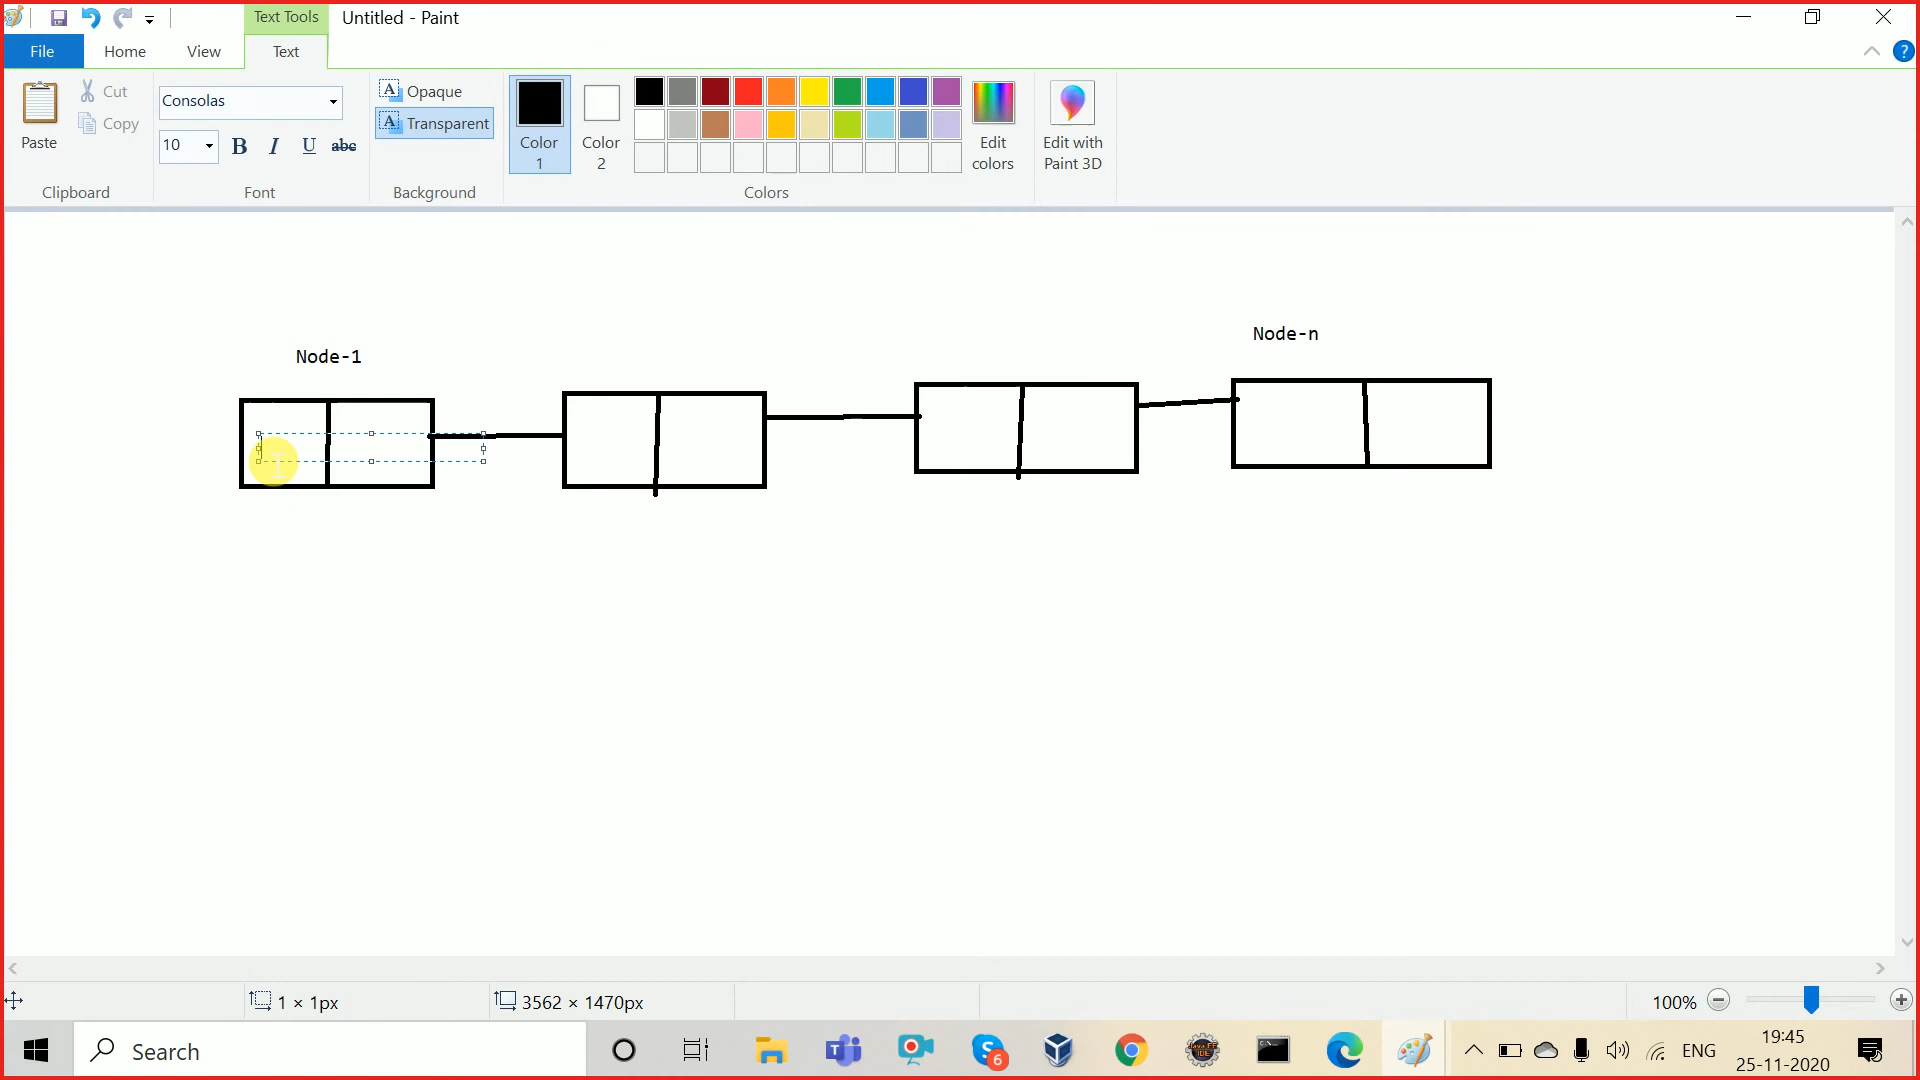 Text Tools
Untitled - Paint
File
Home
View
Text
Paste
Cut
Copy
Clipboard
Consolas
10
B
I
U
abc
Font
A Opaque
A Transparent
Background
Color
1
Color
2
Colors
Edit
colors
Edit with
Paint 3D
?
Node-1
Node-n
1 × 1px
3562 × 1470px
100%
Search
6
ENG
19:45
25-11-2020